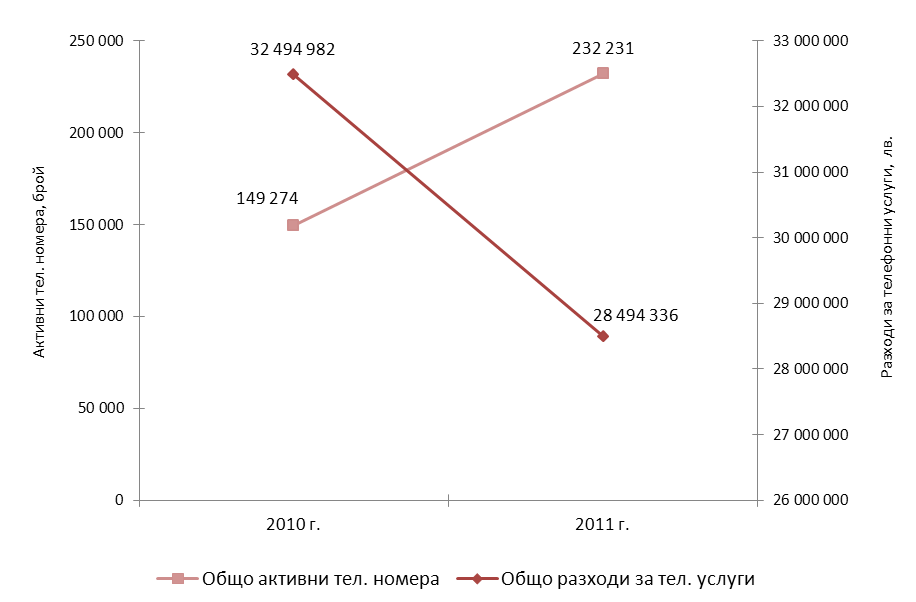 250 000
200 000
150 000
100 000
50 000
0
Активни тел. номера, брой
32 494 982
232 231
149 274
28 494 336
33 000 000
32 000 000
31 000 000
30 000 000
29 000 000
28 000 000
27 000 000
26 000 000
Разходи за телефонни услуги, лв.
2010 г.
2011 г.
Общо активни тел. номера
Общо разходи за тел. услуги